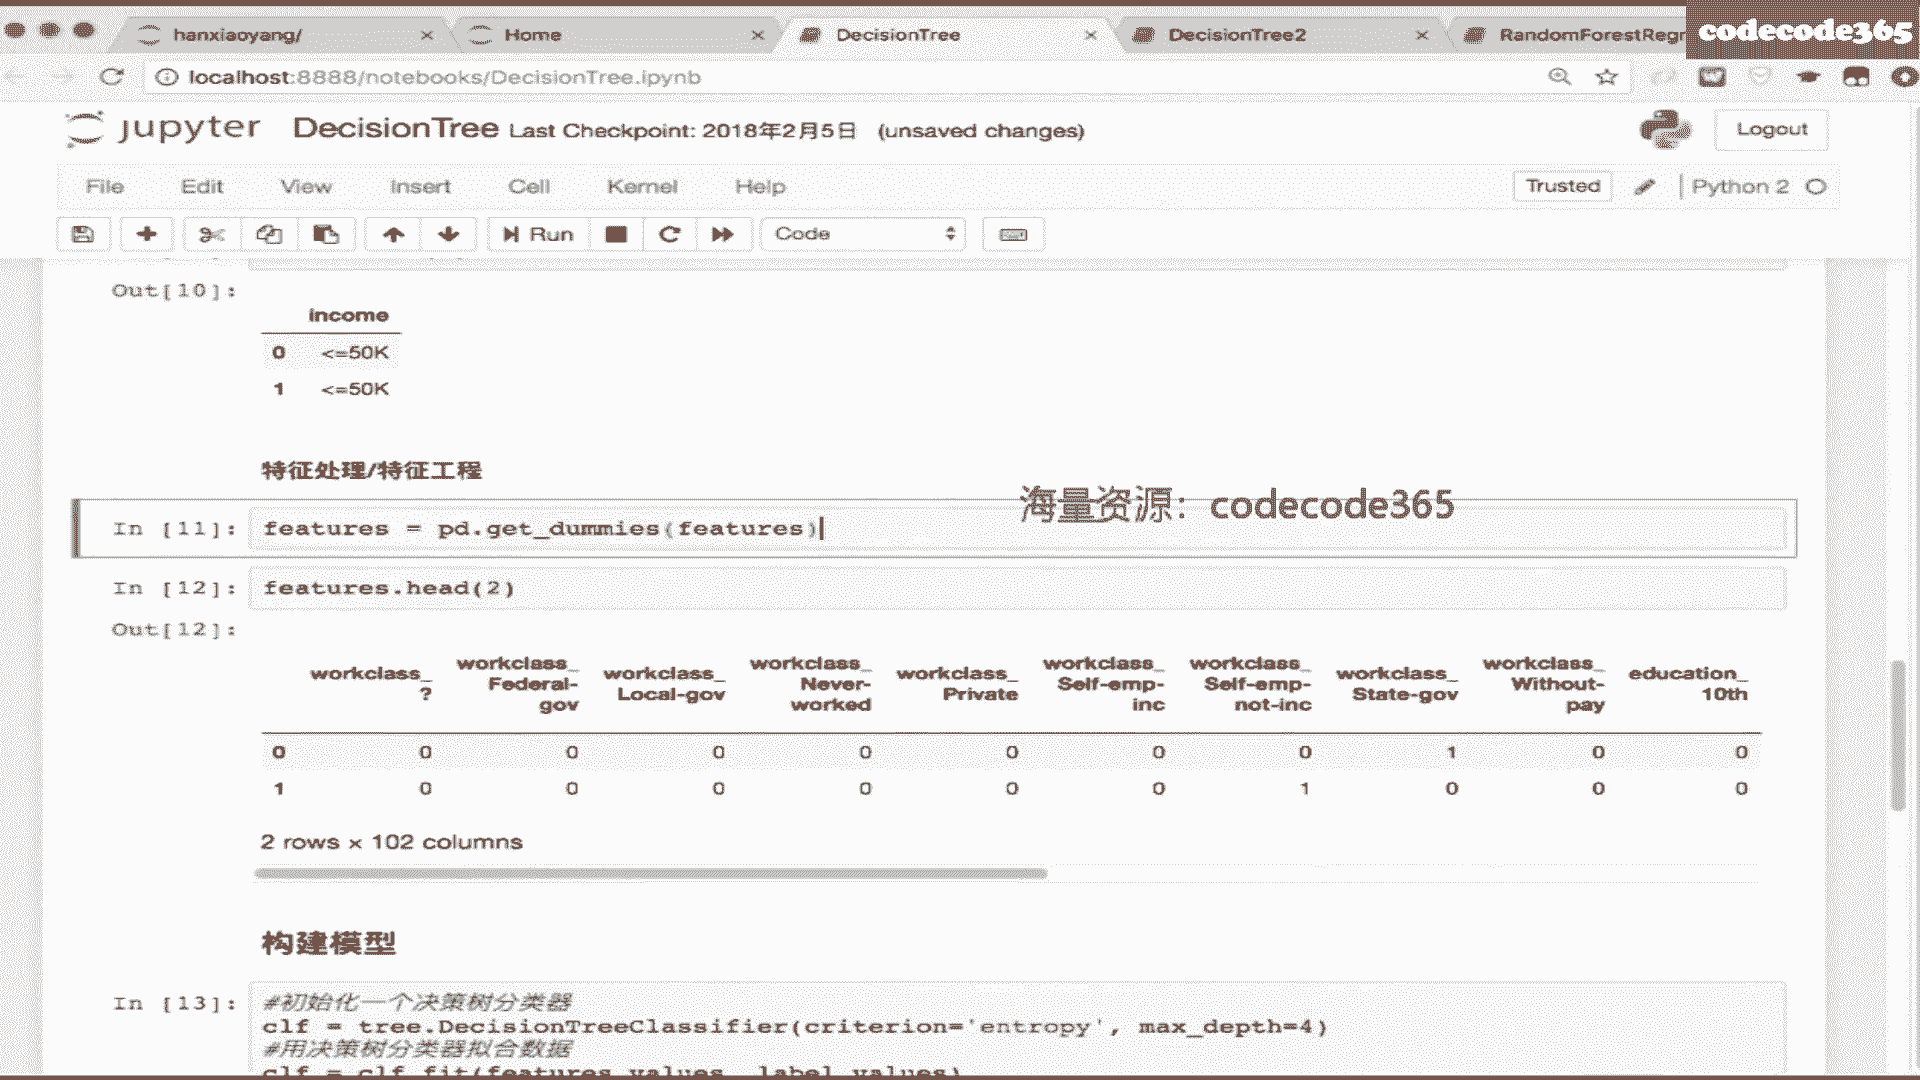 hanxiaoyang/ Home DecisionTree DecisionTree2 RandomForestRegr codecode365
localhost:8888/notebooks/DecisionTree.ipynb
jupyter DecisionTree Last Checkpoint: 2018年2月5日 (unsaved changes) Logout
File Edit View Insert Cell Kernel Help Trusted Python 2
Run Code
Out[10]:
income
0 <=50K
1 <=50K
特征处理/特征工程
海量资源：codecode365
In [11]: features = pd.get_dummies(features)
In [12]: features.head(2)
Out[12]:
workclass_? workclass_Federal-gov workclass_Local-gov workclass_Never-worked workclass_Private workclass_Self-emp-inc workclass_Self-emp-not-inc workclass_State-gov workclass_Without-pay education_10th
0 0 0 0 0 0 0 0 1 0 0
1 0 0 0 0 0 0 1 0 0 0
2 rows × 102 columns
构建模型
In [13]: #初始化一个决策树分类器
clf = tree.DecisionTreeClassifier(criterion='entropy', max_depth=4)
#用决策树分类器拟合数据
clf = clf.fit(features.values, label.values)